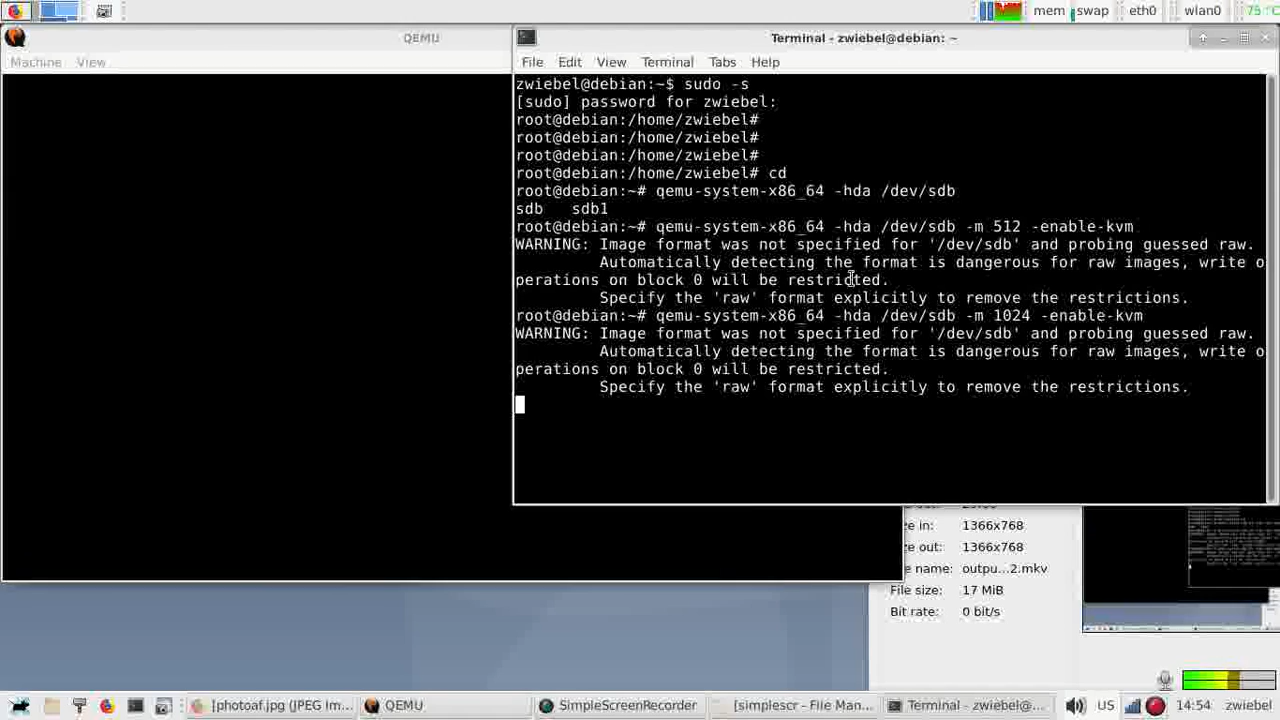 mem swap eth0 wlan0 75 °C
QEMU
Machine View
Terminal - zwiebel@debian: ~
File Edit View Terminal Tabs Help
zwiebel@debian:~$ sudo -s
[sudo] password for zwiebel:
root@debian:/home/zwiebel#
root@debian:/home/zwiebel#
root@debian:/home/zwiebel#
root@debian:/home/zwiebel# cd
root@debian:~# qemu-system-x86_64 -hda /dev/sdb
sdb sdb1
root@debian:~# qemu-system-x86_64 -hda /dev/sdb -m 512 -enable-kvm
WARNING: Image format was not specified for '/dev/sdb' and probing guessed raw.
Automatically detecting the format is dangerous for raw images, write o
perations on block 0 will be restricted.
Specify the 'raw' format explicitly to remove the restrictions.
root@debian:~# qemu-system-x86_64 -hda /dev/sdb -m 1024 -enable-kvm
WARNING: Image format was not specified for '/dev/sdb' and probing guessed raw.
Automatically detecting the format is dangerous for raw images, write o
perations on block 0 will be restricted.
Specify the 'raw' format explicitly to remove the restrictions.
ze in: 1366x768
ze out: 1366x768
name: outpu...2.mkv
File size: 17 MiB
Bit rate: 0 bit/s
]photoaf.jpg (JPEG Im... QEMU SimpleScreenRecorder [simplescr - File Man... Terminal - zwiebel@... US 14:54 zwiebel